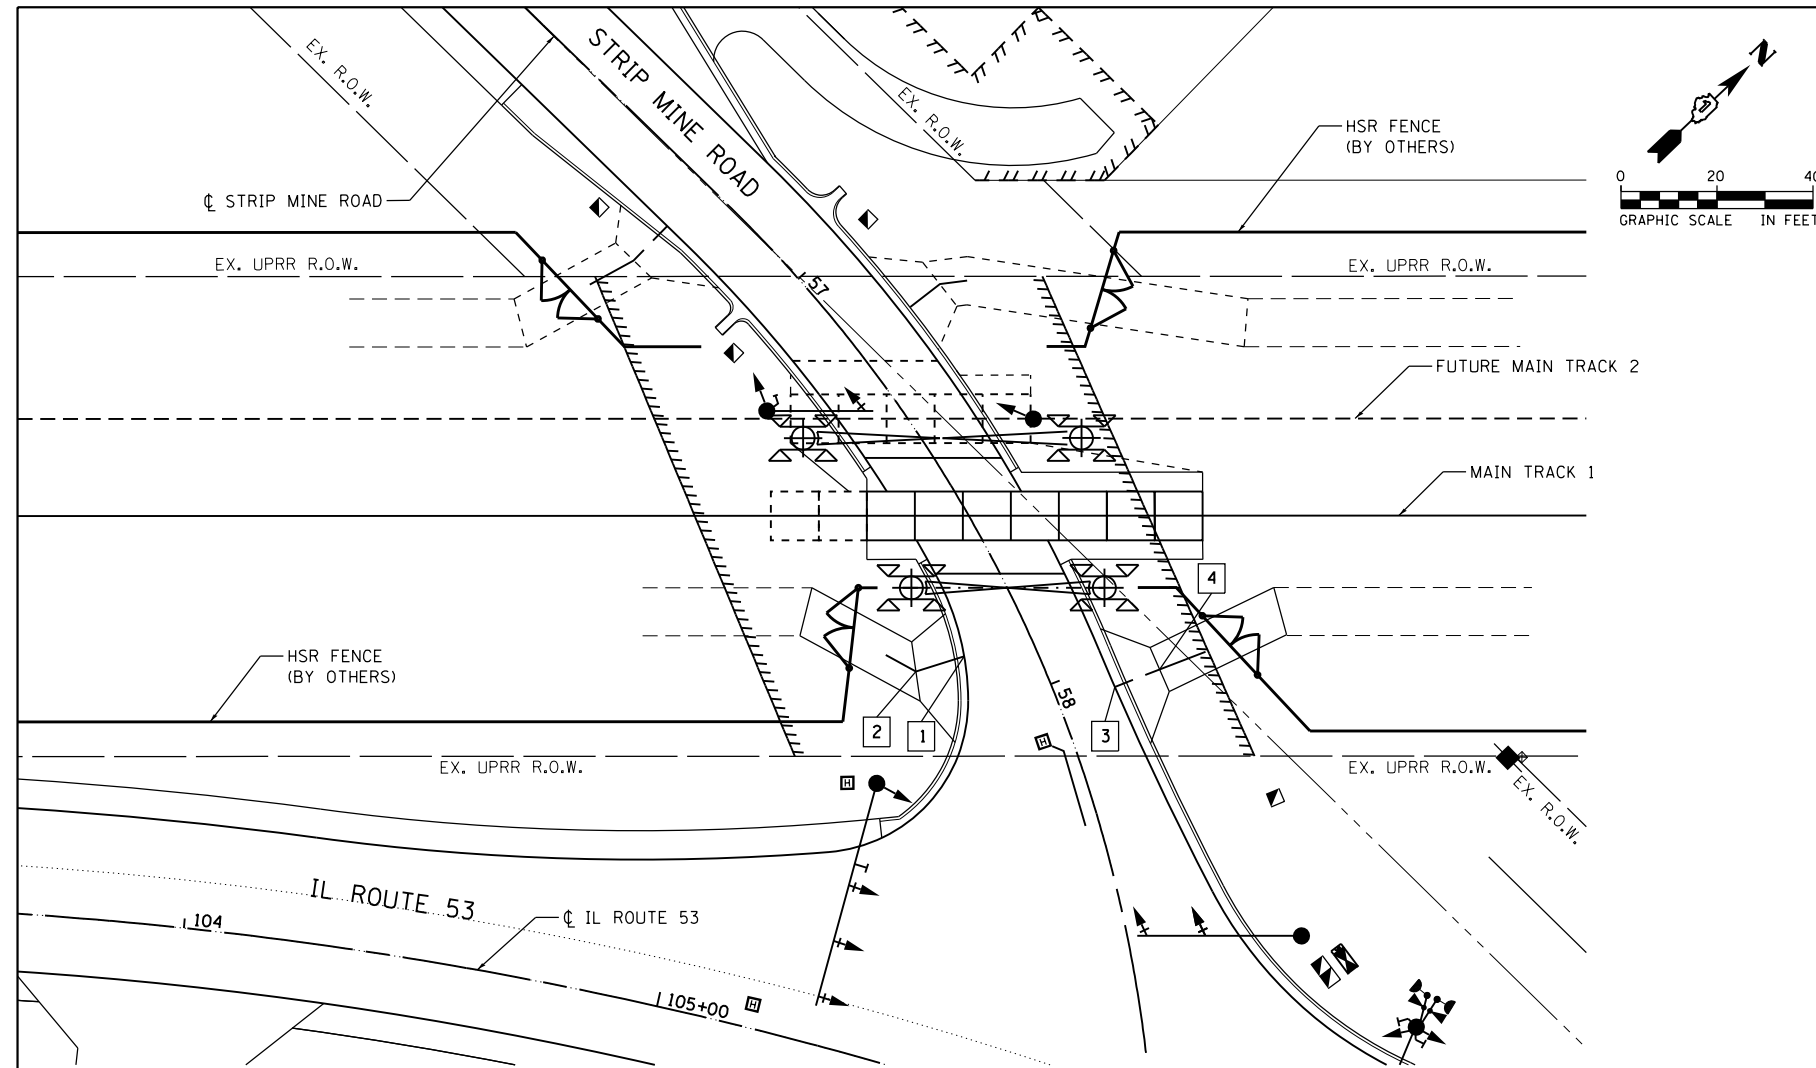 EX. R.O.W.
STRIP MINE ROAD
EX. R.O.W.
N
HSR FENCE
(BY OTHERS)
0 20 40
GRAPHIC SCALE IN FEET
℄ STRIP MINE ROAD
EX. UPRR R.O.W.
57
EX. UPRR R.O.W.
FUTURE MAIN TRACK 2
MAIN TRACK 1
4
HSR FENCE
(BY OTHERS)
58
2
1
3
H
EX. UPRR R.O.W.
EX. UPRR R.O.W.
H
EX. R.O.W.
IL ROUTE 53
104
℄ IL ROUTE 53
105+00
H